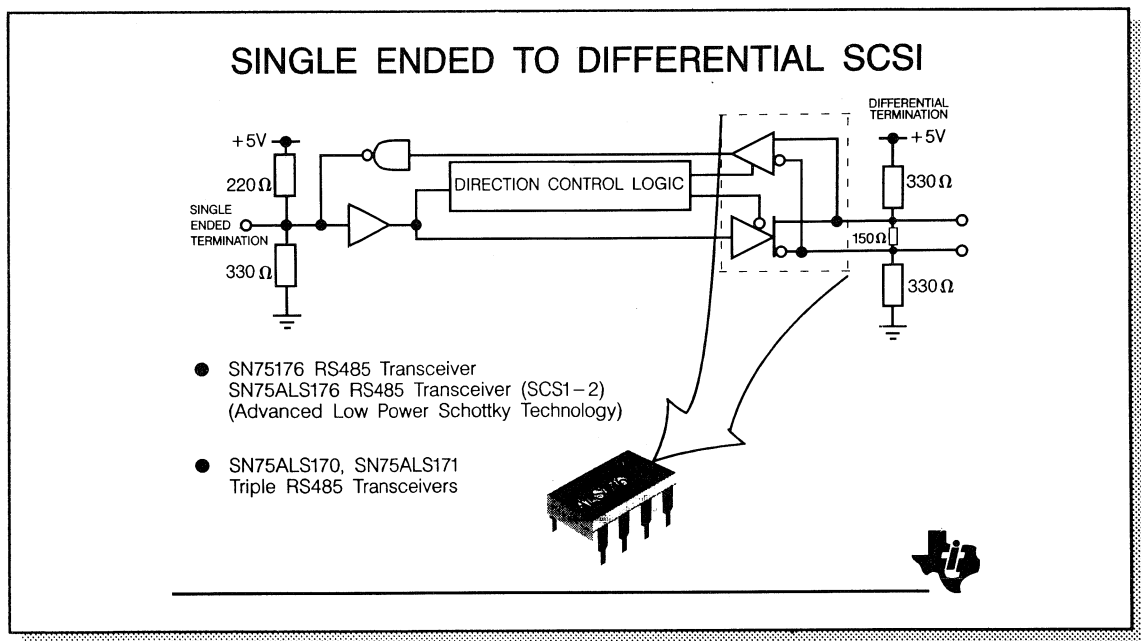 SINGLE ENDED TO DIFFERENTIAL SCSI
DIFFERENTIAL
TERMINATION
+5V
+5V
220Ω
DIRECTION CONTROL LOGIC
330Ω
SINGLE
ENDED
TERMINATION
150Ω
330Ω
330Ω
● SN75176 RS485 Transceiver
SN75ALS176 RS485 Transceiver (SCS1-2)
(Advanced Low Power Schottky Technology)
● SN75ALS170, SN75ALS171
Triple RS485 Transceivers